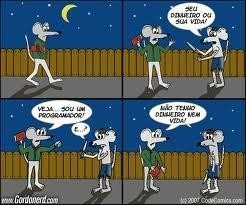 SEU
DINHEIRO OU
SUA VIDA!
VEJA... SOU UM
PROGRAMADOR!
E...?
NÃO TENHO
DINHEIRO NEM
VIDA!
www.Gordonerd.com
(c) 2007 CodeComics.com